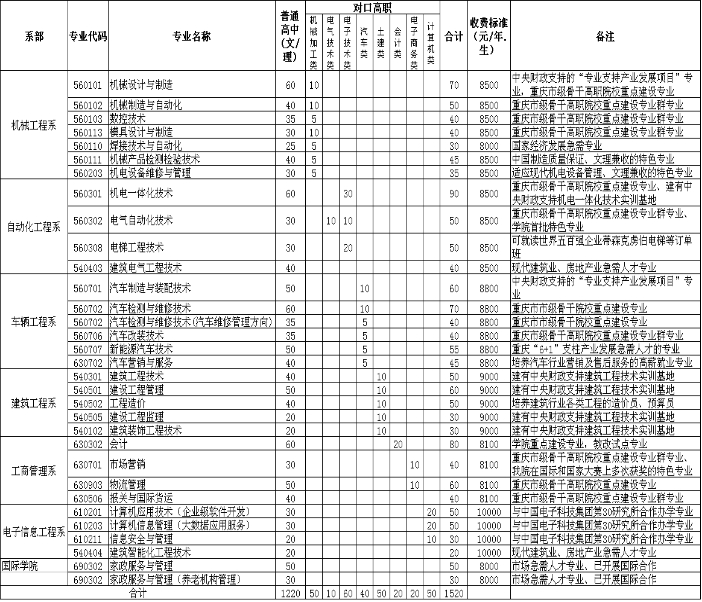 系部 专业代码 专业名称 普通高中(文/理) 对口高职 合计 收费标准(元/年.生) 备注
机械加工类 电气技术类 电子技术类 汽车类 土建类 会计类 电子商务类 计算机类
机械工程系
560101 机械设计与制造 60 10 70 8500 中央财政支持的“专业支持产业发展项目”专业，重庆市级骨干高职院校重点建设专业
560102 机械制造与自动化 40 10 50 8500 重庆市级骨干高职院校重点建设专业群专业
560103 数控技术 35 5 40 8500 重庆市级骨干高职院校重点建设专业群专业
560113 模具设计与制造 30 10 40 8500 重庆市级骨干高职院校重点建设专业群专业
560110 焊接技术与自动化 25 5 30 8000 国家经济发展急需专业
560111 机械产品检测检验技术 40 5 45 8500 中国制造质量保证、文理兼收的特色专业
560203 机电设备维修与管理 30 5 35 8500 适应现代机电设备管理、文理兼收的特色专业
自动化工程系
560301 机电一体化技术 60 30 90 8500 重庆市级骨干高职院校重点建设专业、建有中央财政支持机电一体化技术实训基地
560302 电气自动化技术 30 10 10 50 8500 重庆市级骨干高职院校重点建设专业群专业、学院首批特色专业
560308 电梯工程技术 30 20 50 8500 可就读世界五百强企业蒂森克虏伯电梯等订单班
540403 建筑电气工程技术 40 40 8500 现代建筑业、房地产业急需人才专业
车辆工程系
560701 汽车制造与装配技术 50 10 60 8800 中央财政支持的“专业支持产业发展项目”专业
560702 汽车检测与维修技术 60 10 70 8800 重庆市市级骨干院校重点建设专业
560702 汽车检测与维修技术(汽车维修管理方向) 35 5 40 8800 重庆市市级骨干院校重点建设专业
560706 汽车改装技术 35 5 40 8800 重庆市级骨干高职院校重点建设专业群专业
560707 新能源汽车技术 50 5 55 8800 重庆“6+1”支柱产业发展急需人才的专业
630702 汽车营销与服务 40 5 45 8800 培养汽车行业营销及售后服务的高薪就业专业
建筑工程系
540301 建筑工程技术 40 10 50 9000 建有中央财政支持建筑工程技术实训基地
540501 建设工程管理 50 10 60 9000 建有中央财政支持建筑工程技术实训基地
540502 工程造价 40 10 50 9000 培养建筑行业各类工程的造价员、预算员
540505 建设工程监理 20 10 30 9000 建有中央财政支持建筑工程技术实训基地
540102 建筑装饰工程技术 20 10 30 9000 建有中央财政支持建筑工程技术实训基地
工商管理系
630302 会计 60 20 80 8100 学院重点建设专业，教改试点专业
630701 市场营销 30 10 40 8100 重庆市级骨干高职院校重点建设专业群专业、我院在国际和国家大赛上多次获奖的特色专业
630903 物流管理 50 10 60 8100 重庆市级骨干高职院校重点建设专业群专业
630506 报关与国际货运 40 40 8100 重庆市级骨干高职院校重点建设专业群专业
电子信息工程系
610201 计算机应用技术（企业级软件开发） 30 20 50 10000 与中国电子科技集团第30研究所合作办学专业
610203 计算机信息管理（大数据应用服务） 30 20 50 10000 与中国电子科技集团第30研究所合作办学专业
610211 信息安全与管理 20 10 30 10000 与中国电子科技集团第30研究所合作办学专业
540404 建筑智能化工程技术 20 20 10000 现代建筑业、房地产业急需人才专业
国际学院
690302 家政服务与管理 50 50 8000 市场急需人才专业、已开展国际合作
690302 家政服务与管理（养老机构管理） 30 30 8000 市场急需人才专业、已开展国际合作
合计 1220 50 10 60 40 50 20 20 50 1520